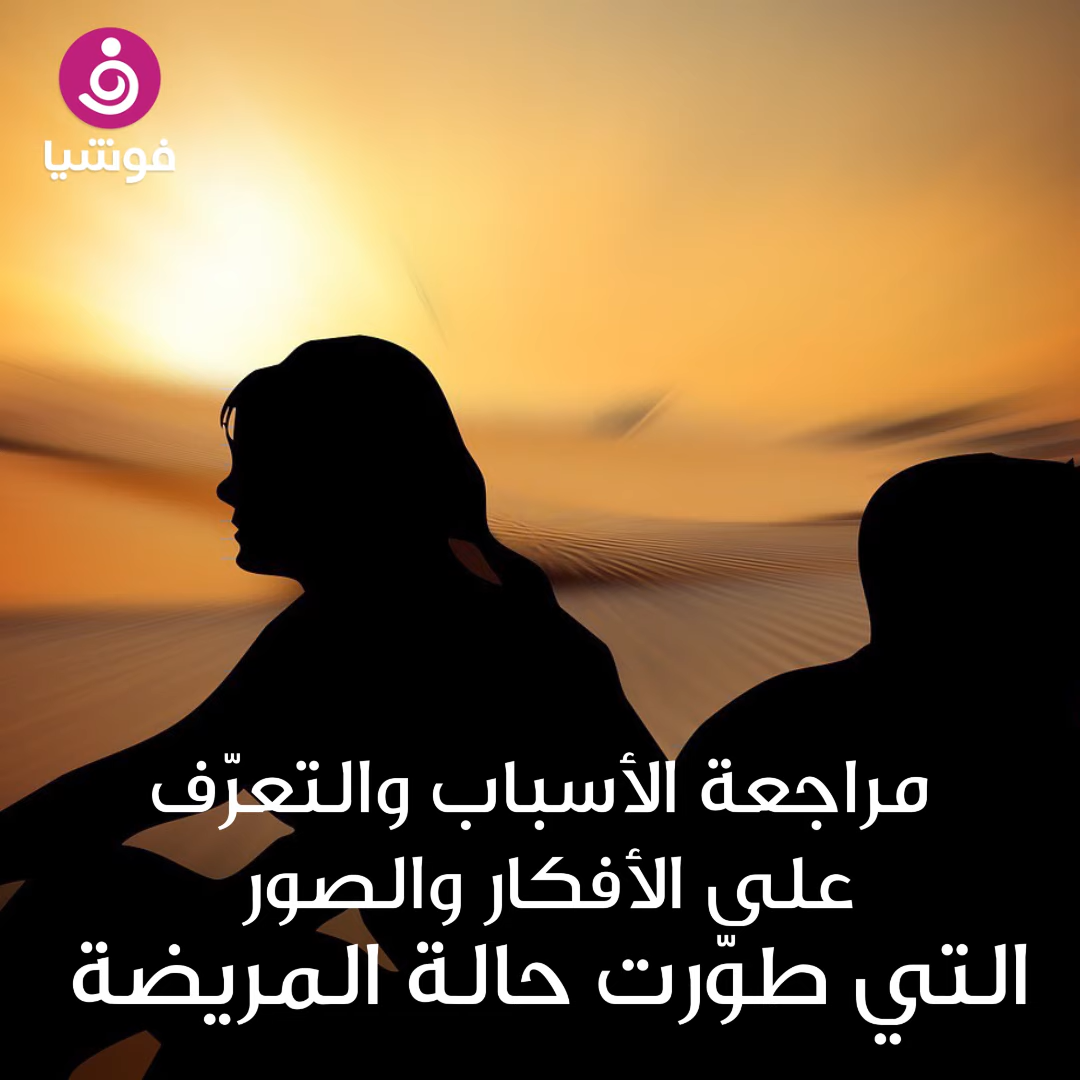 فوشيا
مراجعة الأسباب والتعرّف
على الأفكار والصور
التي طوّرت حالة المريضة